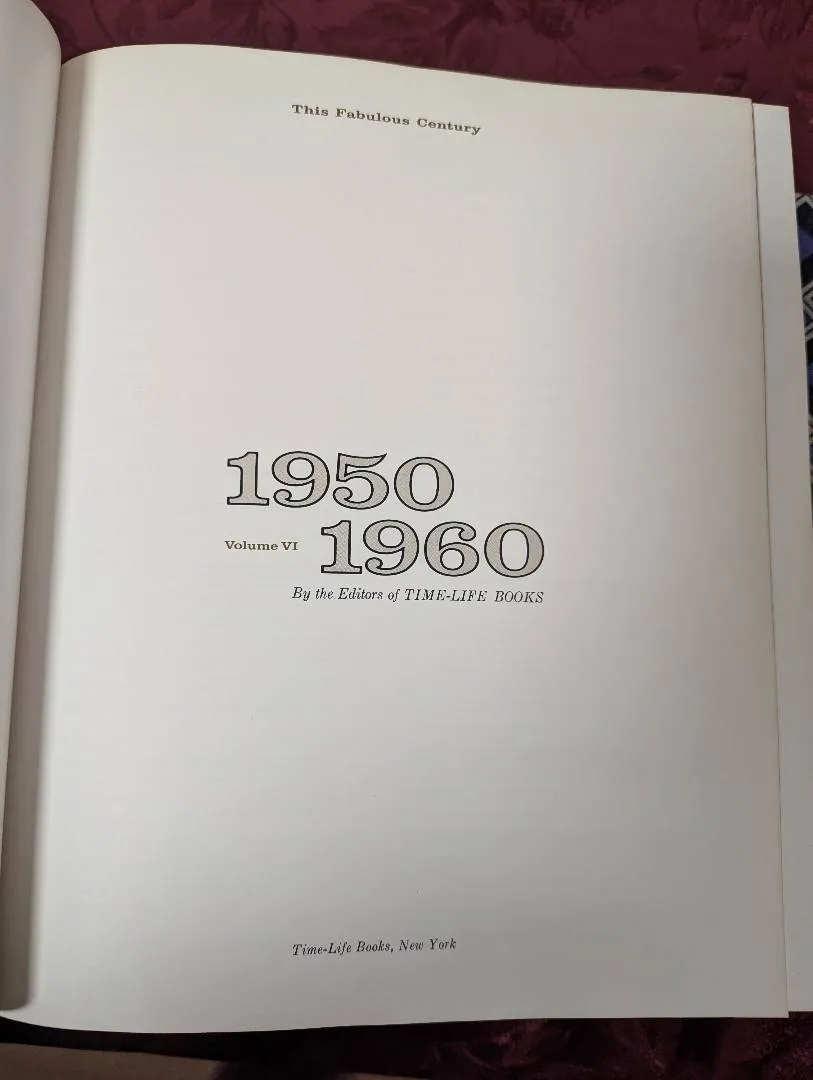 This Fabulous Century
1950
Volume VI 1960
By the Editors of TIME-LIFE BOOKS
Time-Life Books, New York